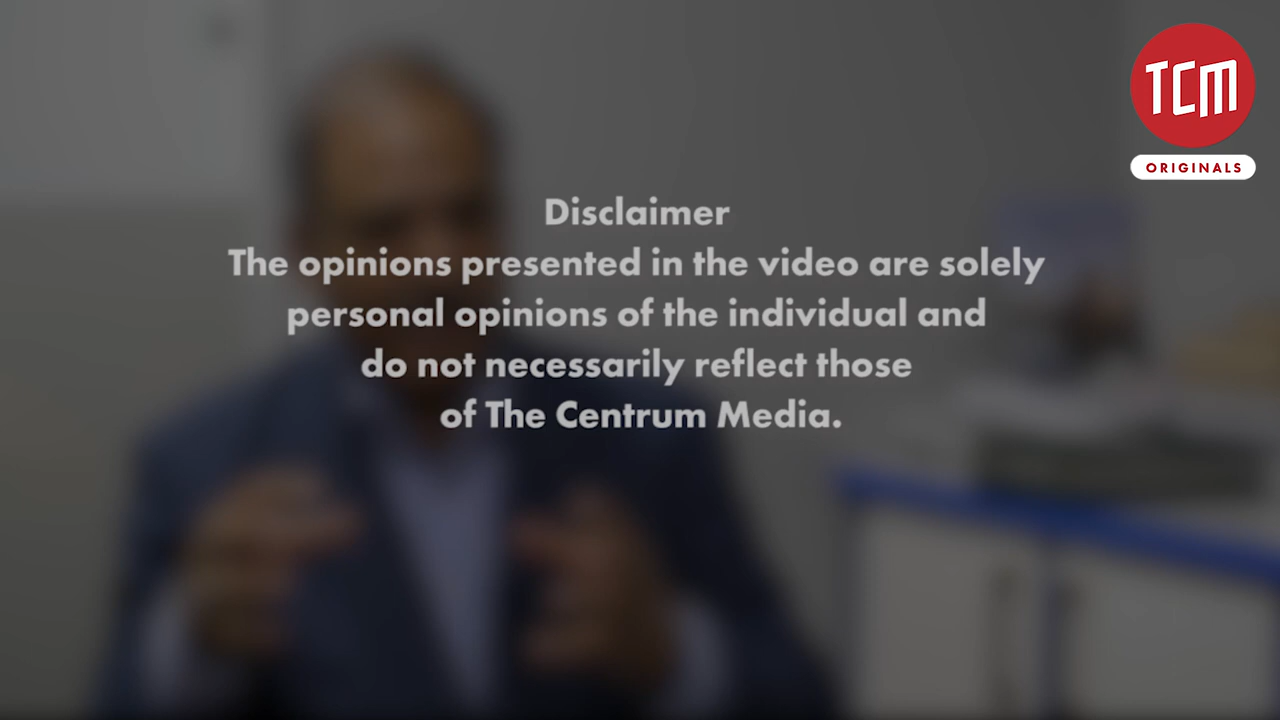 TCM
ORIGINALS
Disclaimer
The opinions presented in the video are solely
personal opinions of the individual and
do not necessarily reflect those
of The Centrum Media.